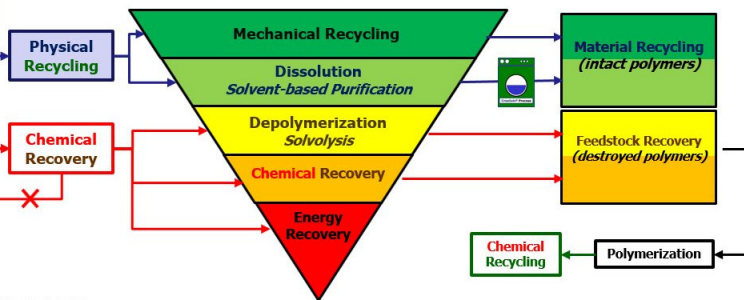 Physical
Recycling
Mechanical Recycling
Dissolution
Solvent-based Purification
Material Recycling
(intact polymers)
Chemical
Recovery
Depolymerization
Solvolysis
Chemical Recovery
Energy
Recovery
Feedstock Recovery
(destroyed polymers)
Chemical
Recycling
Polymerization